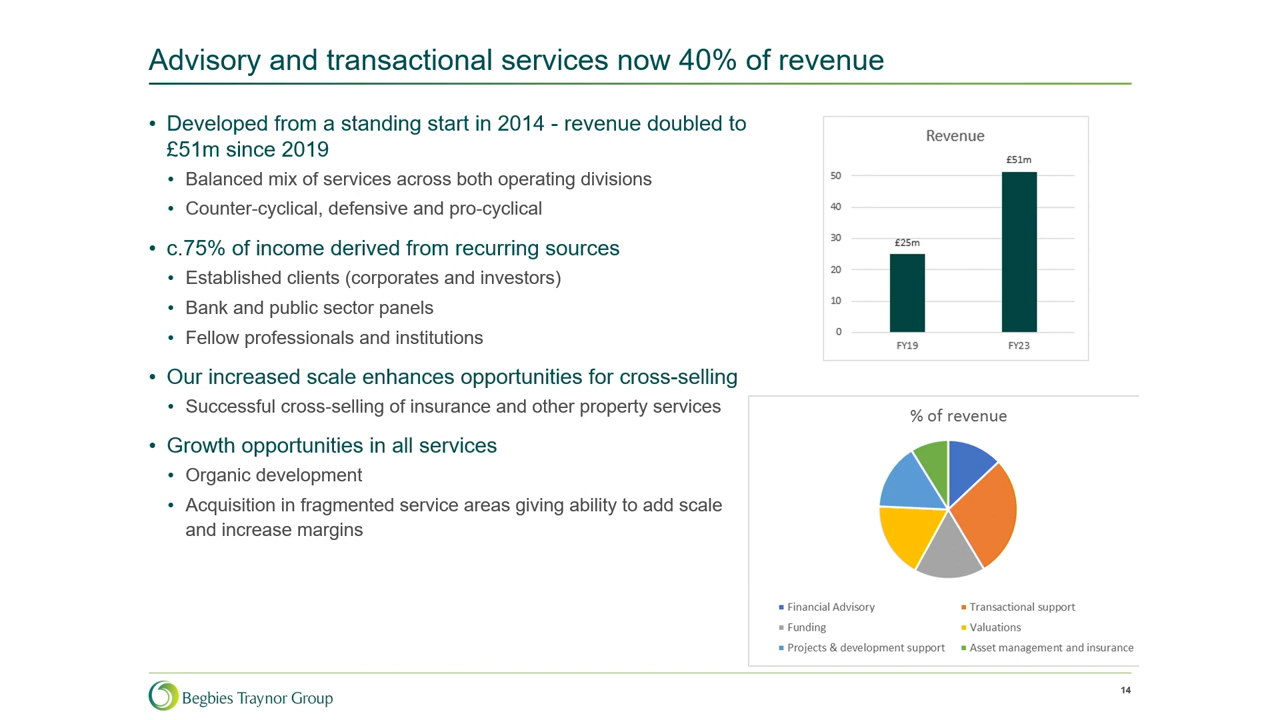 Advisory and transactional services now 40% of revenue
• Developed from a standing start in 2014 - revenue doubled to
£51m since 2019
• Balanced mix of services across both operating divisions
• Counter-cyclical, defensive and pro-cyclical
• c.75% of income derived from recurring sources
• Established clients (corporates and investors)
• Bank and public sector panels
• Fellow professionals and institutions
• Our increased scale enhances opportunities for cross-selling
• Successful cross-selling of insurance and other property services
• Growth opportunities in all services
• Organic development
• Acquisition in fragmented service areas giving ability to add scale
and increase margins
Revenue
£51m
50
40
30
£25m
20
10
0
FY19 FY23
% of revenue
Financial Advisory Transactional support
Funding Valuations
Projects & development support Asset management and insurance
Begbies Traynor Group
14